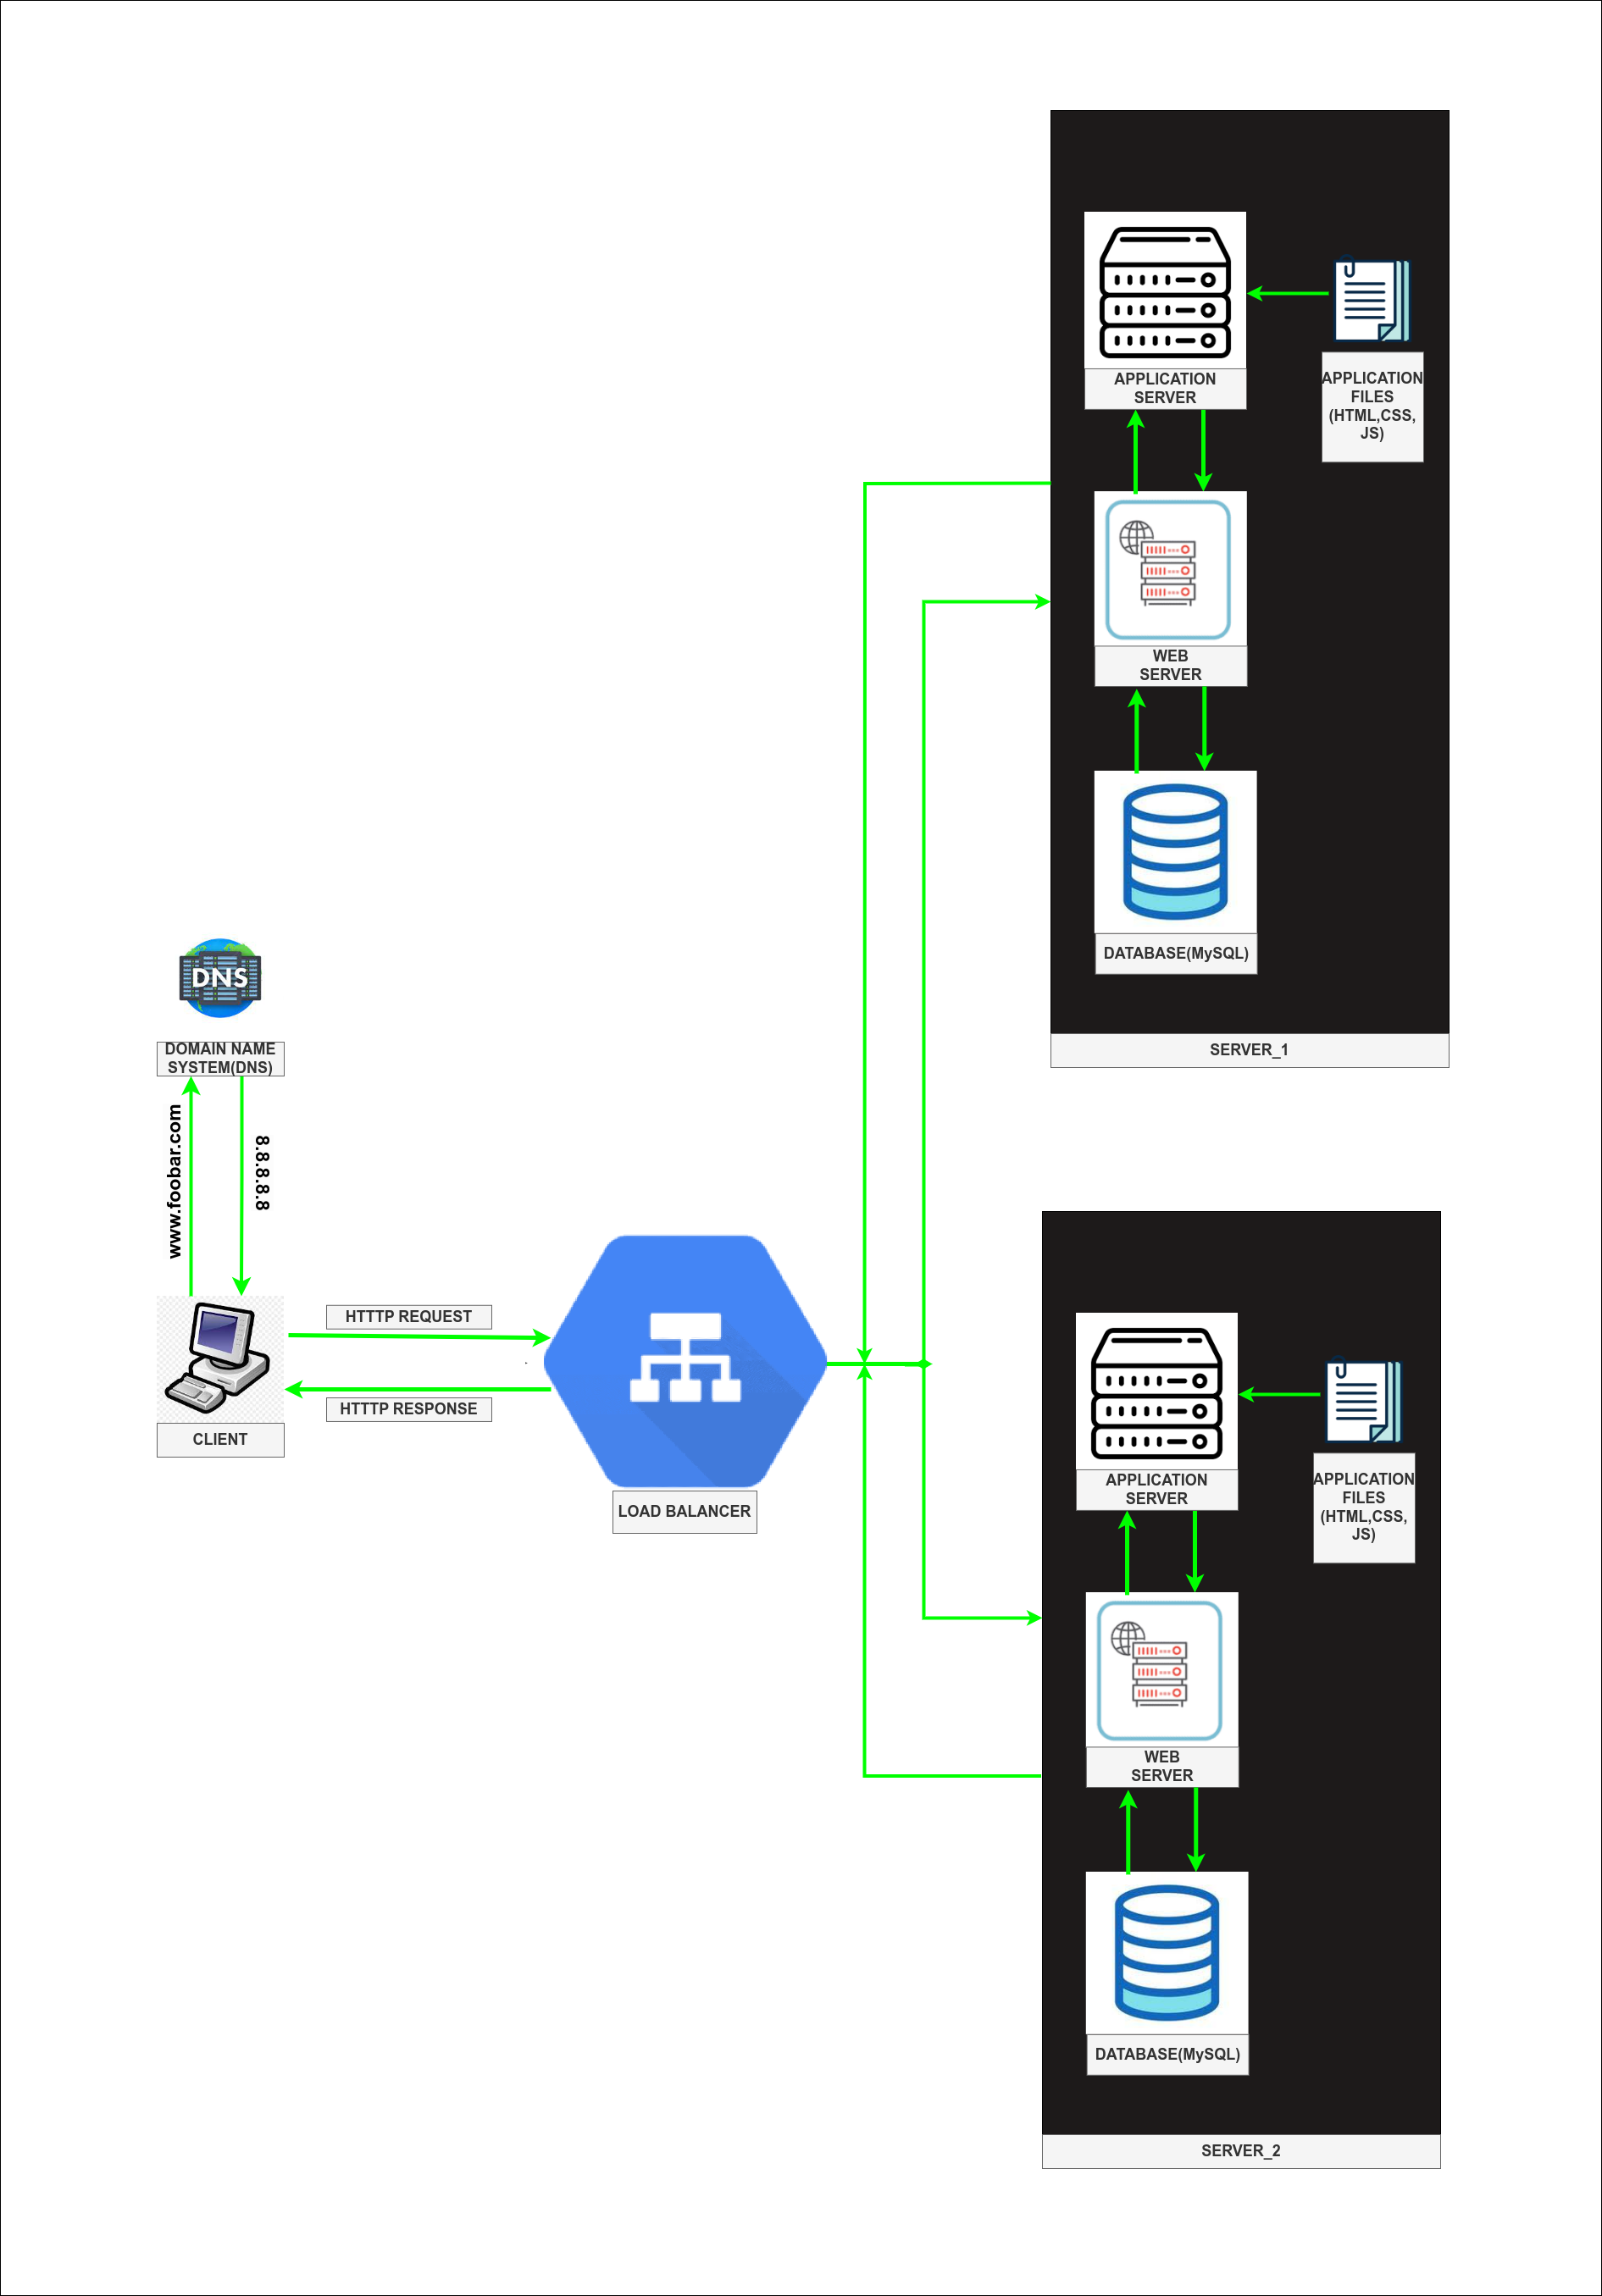 APPLICATION
SERVER
APPLICATION
FILES
(HTML,CSS,
JS)
WEB
SERVER
DATABASE(MySQL)
SERVER_1
DNS
DOMAIN NAME
SYSTEM(DNS)
www.foobar.com
8.8.8.8.8
HTTTP REQUEST
HTTTP RESPONSE
CLIENT
LOAD BALANCER
APPLICATION
SERVER
APPLICATION
FILES
(HTML,CSS,
JS)
WEB
SERVER
DATABASE(MySQL)
SERVER_2